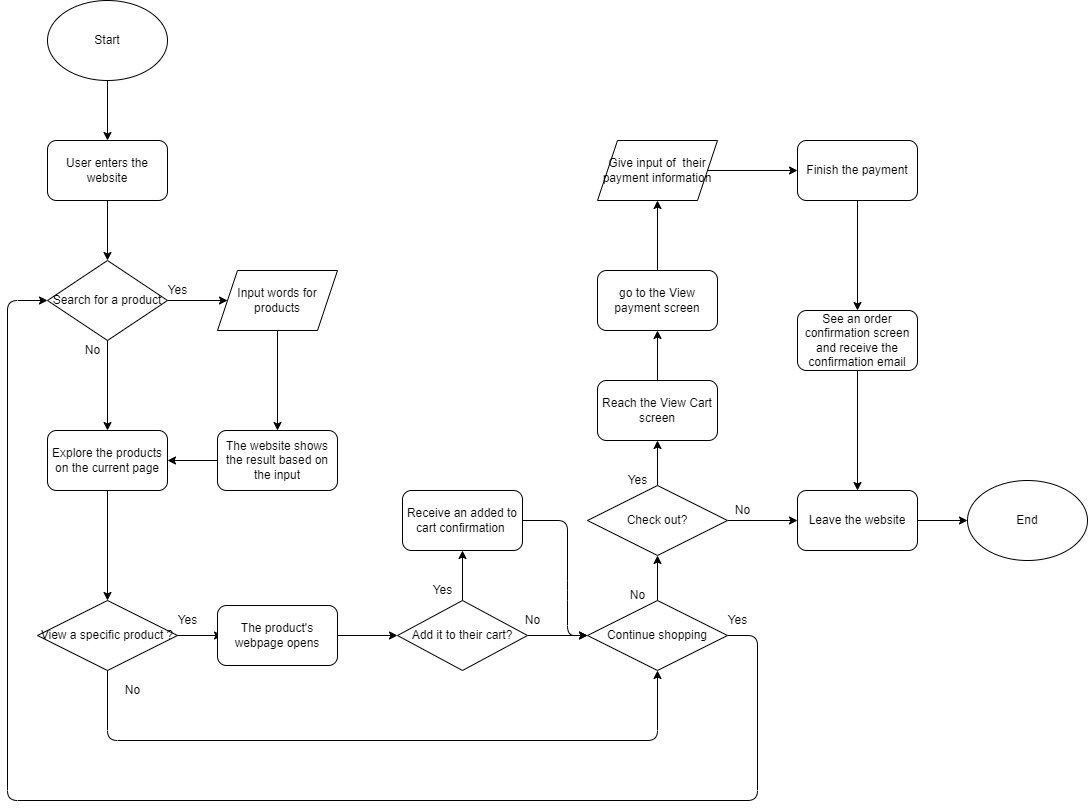 Start
User enters the
website
Search for a product
Yes
No
Input words for
products
Explore the products
on the current page
The website shows
the result based on
the input
View a specific product ?
Yes
No
The product's
webpage opens
Add it to their cart?
Yes
No
Receive an added to
cart confirmation
Continue shopping
No
Yes
Check out?
Yes
No
Reach the View Cart
screen
go to the View
payment screen
Give input of  their
payment information
Finish the payment
See an order
confirmation screen
and receive the
confirmation email
Leave the website
End